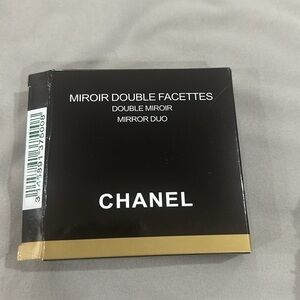 MIROIR DOUBLE FACETTES
DOUBLE MIROIR
MIRROR DUO
CHANEL